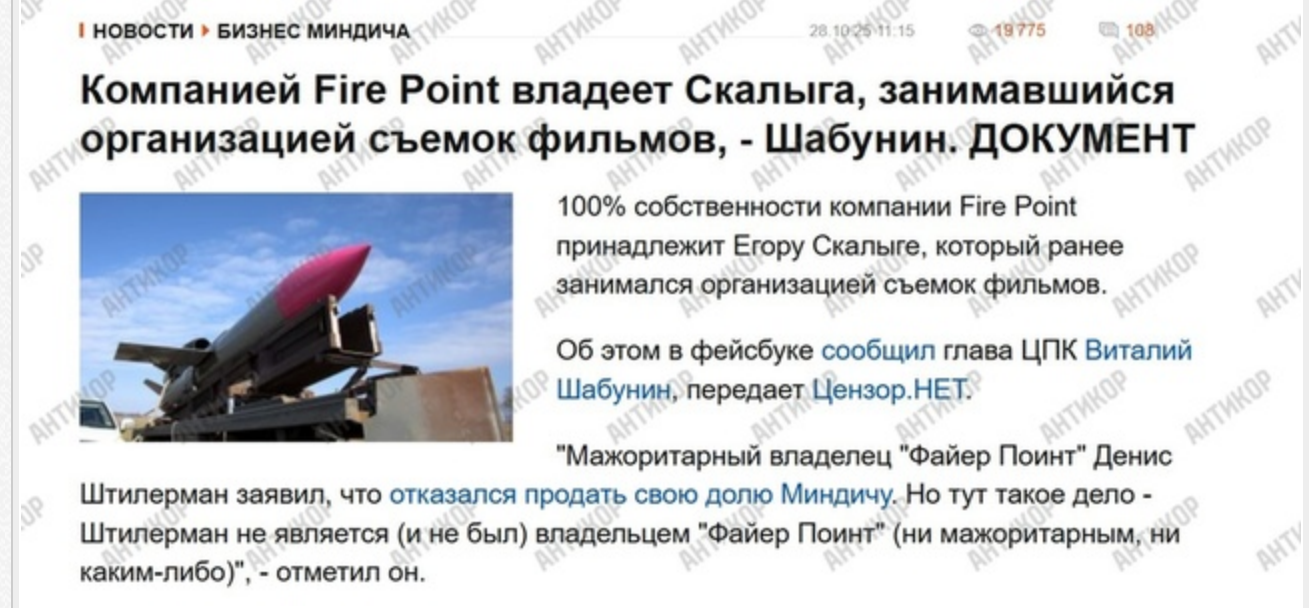 НОВОСТИ БИЗНЕС МИНДИЧА 28.10.25 11:15 19775 108
Компанией Fire Point владеет Скалыга, занимавшийся
организацией съемок фильмов, - Шабунин. ДОКУМЕНТ
100% собственности компании Fire Point
принадлежит Егору Скалыге, который ранее
занимался организацией съемок фильмов.
Об этом в фейсбуке сообщил глава ЦПК Виталий
Шабунин, передает Цензор.НЕТ.
"Мажоритарный владелец "Файер Поинт" Денис
Штилерман заявил, что отказался продать свою долю Миндичу. Но тут такое дело -
Штилерман не является (и не был) владельцем "Файер Поинт" (ни мажоритарным, ни
каким-либо)", - отметил он.
АНТИКОР